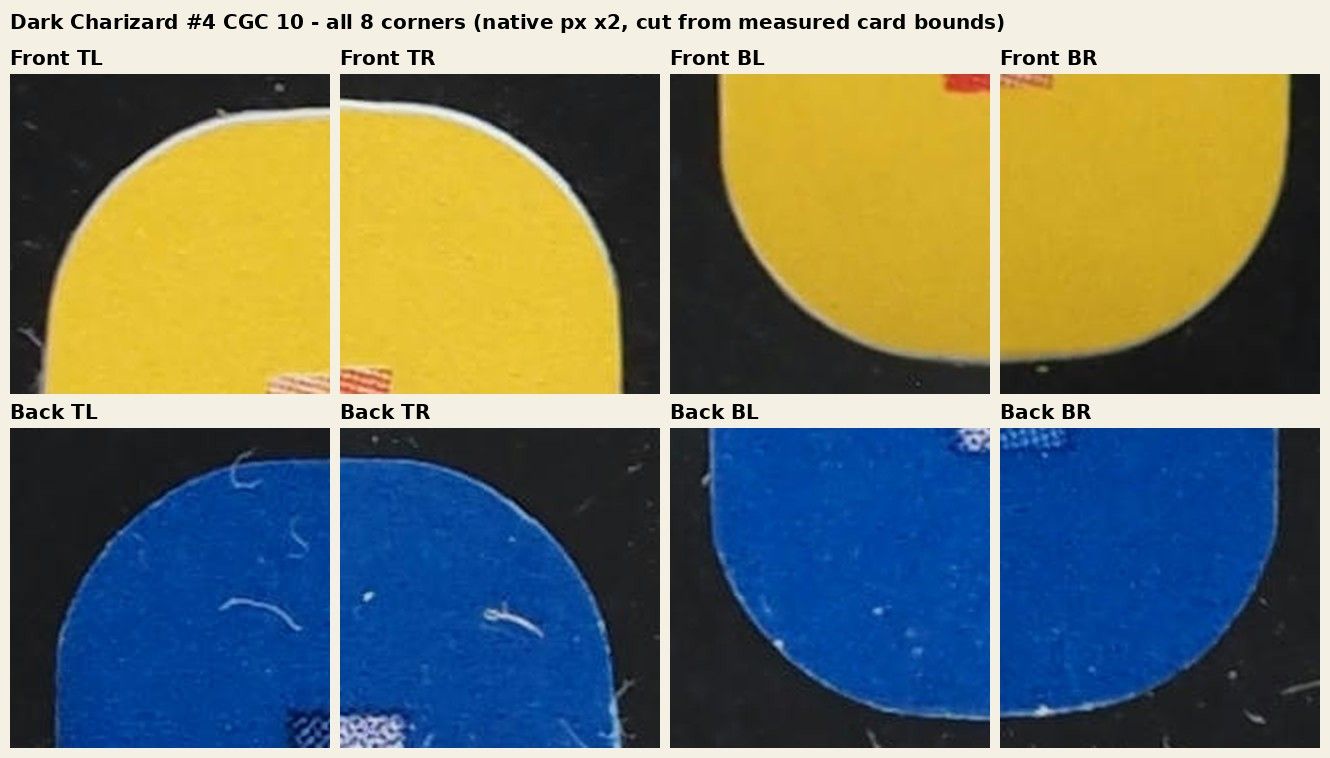 Dark Charizard #4 CGC 10 - all 8 corners (native px x2, cut from measured card bounds)
Front TL
Front TR
Front BL
Front BR
Back TL
Back TR
Back BL
Back BR